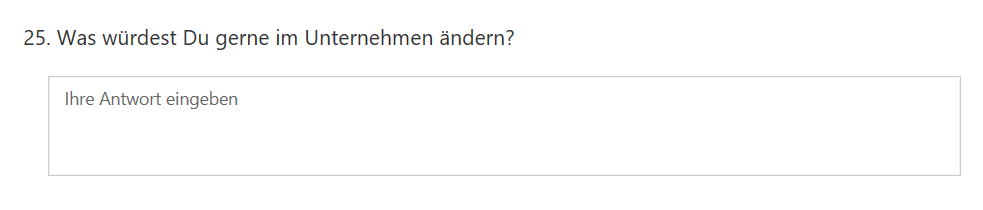 25. Was würdest Du gerne im Unternehmen ändern?
Ihre Antwort eingeben